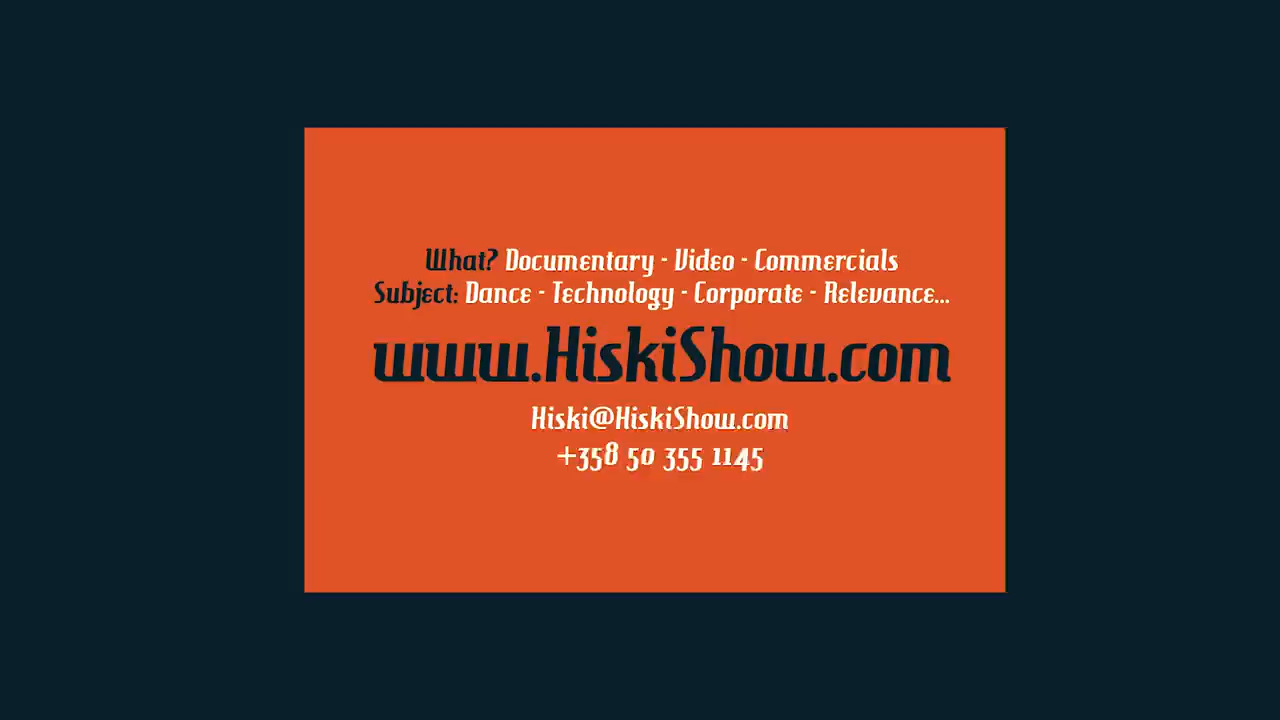 What? Documentary - Video - Commercials
Subject: Dance - Technology - Corporate - Relevance...
www.HiskiShow.com
Hiski@HiskiShow.com
+358 50 355 1145